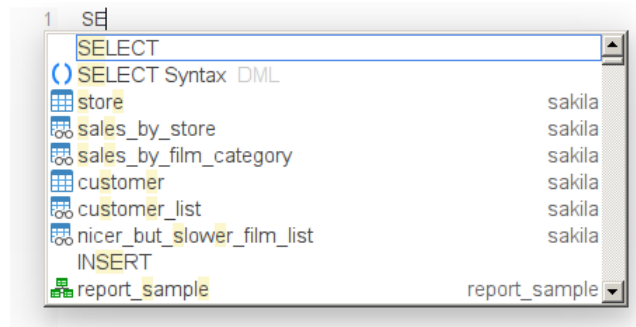 1 SE
SELECT
SELECT Syntax DML
store sakila
sales_by_store sakila
sales_by_film_category sakila
customer sakila
customer_list sakila
nicer_but_slower_film_list sakila
INSERT
report_sample report_sample